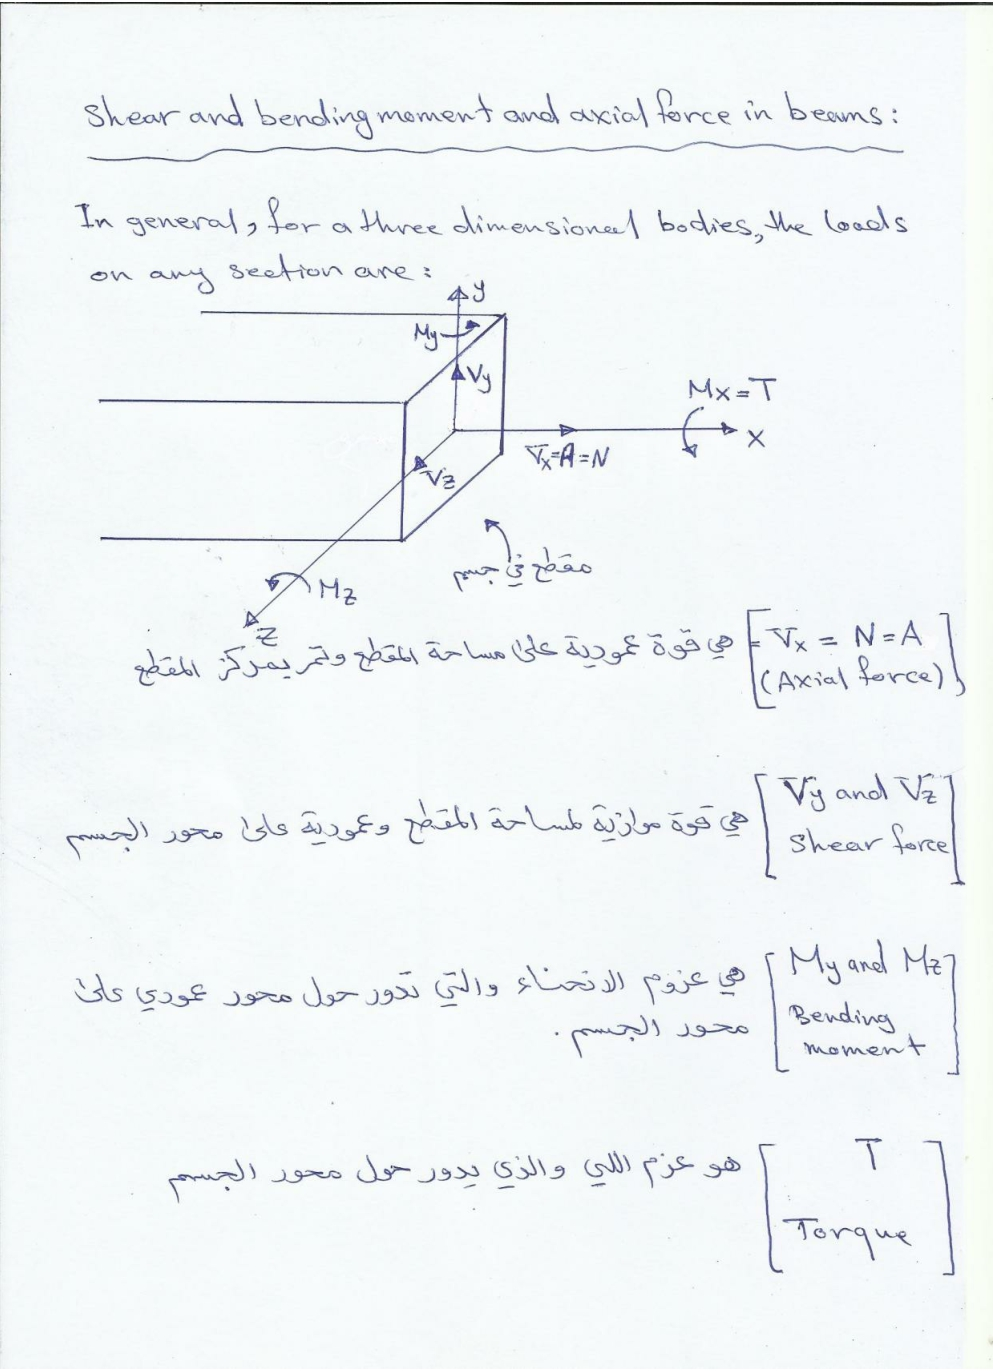 Shear and bending moment and axial force in beams:
In general, for a three dimensional bodies, the loads
on any section are:
y
My
Vy
Mx=T
X
Vx=A=N
Vz
مقطع في جسم
Mz
Z
Vx = N = A
(Axial force)
هي قوة عمودية على مساحة المقطع وتمر بمركز المقطع
Vy and Vz
Shear force
هي قوة موازية لمساحة المقطع وعمودية على محور الجسم
My and Mz
Bending
moment
هي عزوم الانحناء والتي تدور حول محور عمودي على
محور الجسم.
T
Torque
هو عزم اللي والذي يدور حول محور الجسم